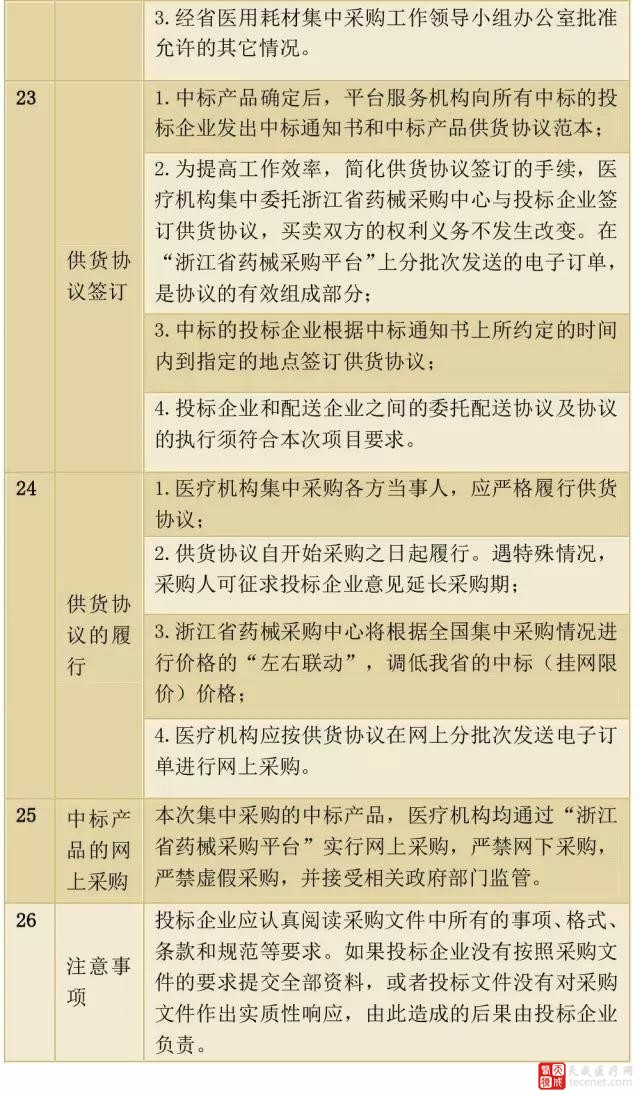 3.经省医用耗材集中采购工作领导小组办公室批准
允许的其它情况。
23
供货协
议签订
1.中标产品确定后，平台服务机构向所有中标的投
标企业发出中标通知书和中标产品供货协议范本；
2.为提高工作效率，简化供货协议签订的手续，医
疗机构集中委托浙江省药械采购中心与投标企业签
订供货协议，买卖双方的权利义务不发生改变。在
“浙江省药械采购平台”上分批次发送的电子订单，
是协议的有效组成部分；
3.中标的投标企业根据中标通知书上所约定的时间
内到指定的地点签订供货协议；
4.投标企业和配送企业之间的委托配送协议及协议
的执行须符合本次项目要求。
24
供货协
议的履
行
1.医疗机构集中采购各方当事人，应严格履行供货
协议；
2.供货协议自开始采购之日起履行。遇特殊情况，
采购人可征求投标企业意见延长采购期；
3.浙江省药械采购中心将根据全国集中采购情况进
行价格的“左右联动”，调低我省的中标（挂网限
价）价格；
4.医疗机构应按供货协议在网上分批次发送电子订
单进行网上采购。
25
中标产
品的网
上采购
本次集中采购的中标产品，医疗机构均通过“浙江
省药械采购平台”实行网上采购，严禁网下采购，
严禁虚假采购，并接受相关政府部门监管。
26
注意事
项
投标企业应认真阅读采购文件中所有的事项、格式、
条款和规范等要求。如果投标企业没有按照采购文
件的要求提交全部资料，或者投标文件没有对采购
文件作出实质性响应，由此造成的后果由投标企业
负责。
天成医疗网
tecenet.com